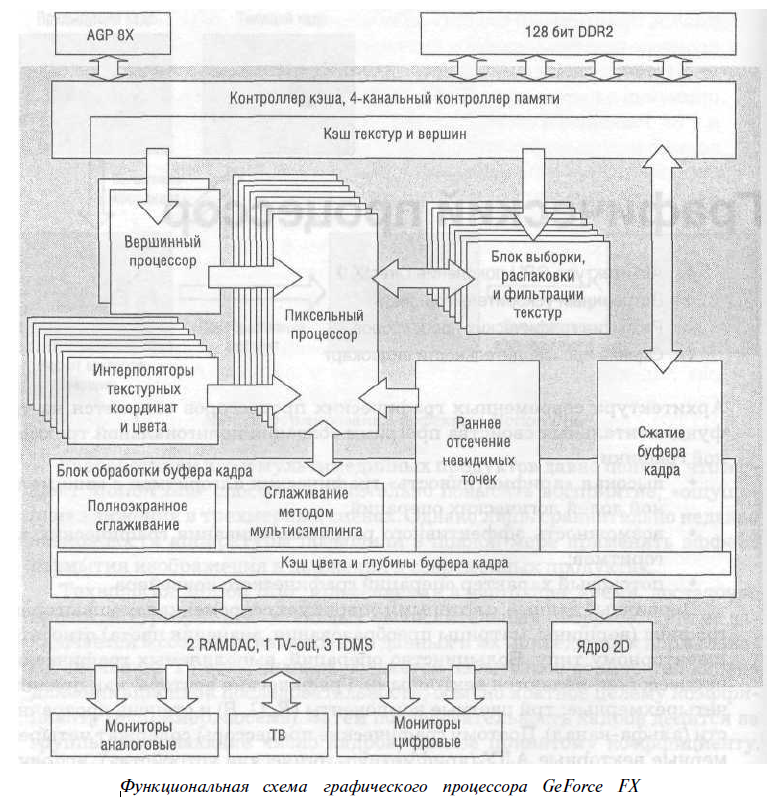 AGP 8X
128 бит DDR2
Контроллер кэша, 4-канальный контроллер памяти
Кэш текстур и вершин
Вершинный
процессор
Пиксельный
процессор
Блок выборки,
распаковки
и фильтрации
текстур
Интерполяторы
текстурных
координат
и цвета
Раннее
отсечение
невидимых
точек
Сжатие
буфера
кадра
Блок обработки буфера кадра
Полноэкранное
сглаживание
Сглаживание
методом
мультисэмплинга
Кэш цвета и глубины буфера кадра
2 RAMDAC, 1 TV-out, 3 TDMS
Ядро 2D
Мониторы
аналоговые
ТВ
Мониторы
цифровые
Функциональная схема графического процессора GeForce FX